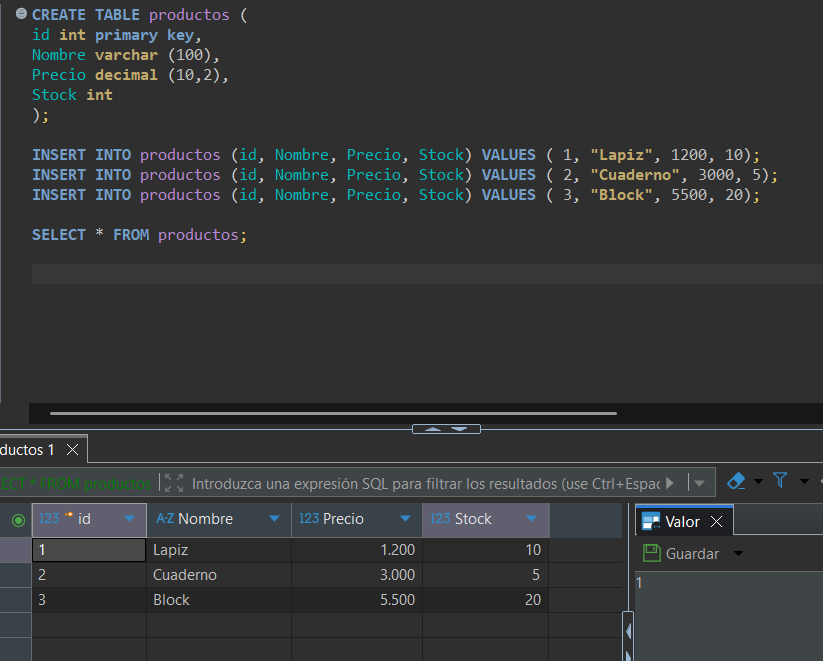 CREATE TABLE productos (
id int primary key,
Nombre varchar (100),
Precio decimal (10,2),
Stock int
);
INSERT INTO productos (id, Nombre, Precio, Stock) VALUES ( 1, "Lapiz", 1200, 10);
INSERT INTO productos (id, Nombre, Precio, Stock) VALUES ( 2, "Cuaderno", 3000, 5);
INSERT INTO productos (id, Nombre, Precio, Stock) VALUES ( 3, "Block", 5500, 20);
SELECT * FROM productos;
ductos 1
ECT * FROM productos Introduzca una expresión SQL para filtrar los resultados (use Ctrl+Espac
123 id A-Z Nombre 123 Precio 123 Stock
1 Lapiz 1.200 10
2 Cuaderno 3.000 5
3 Block 5.500 20
Valor
Guardar
1